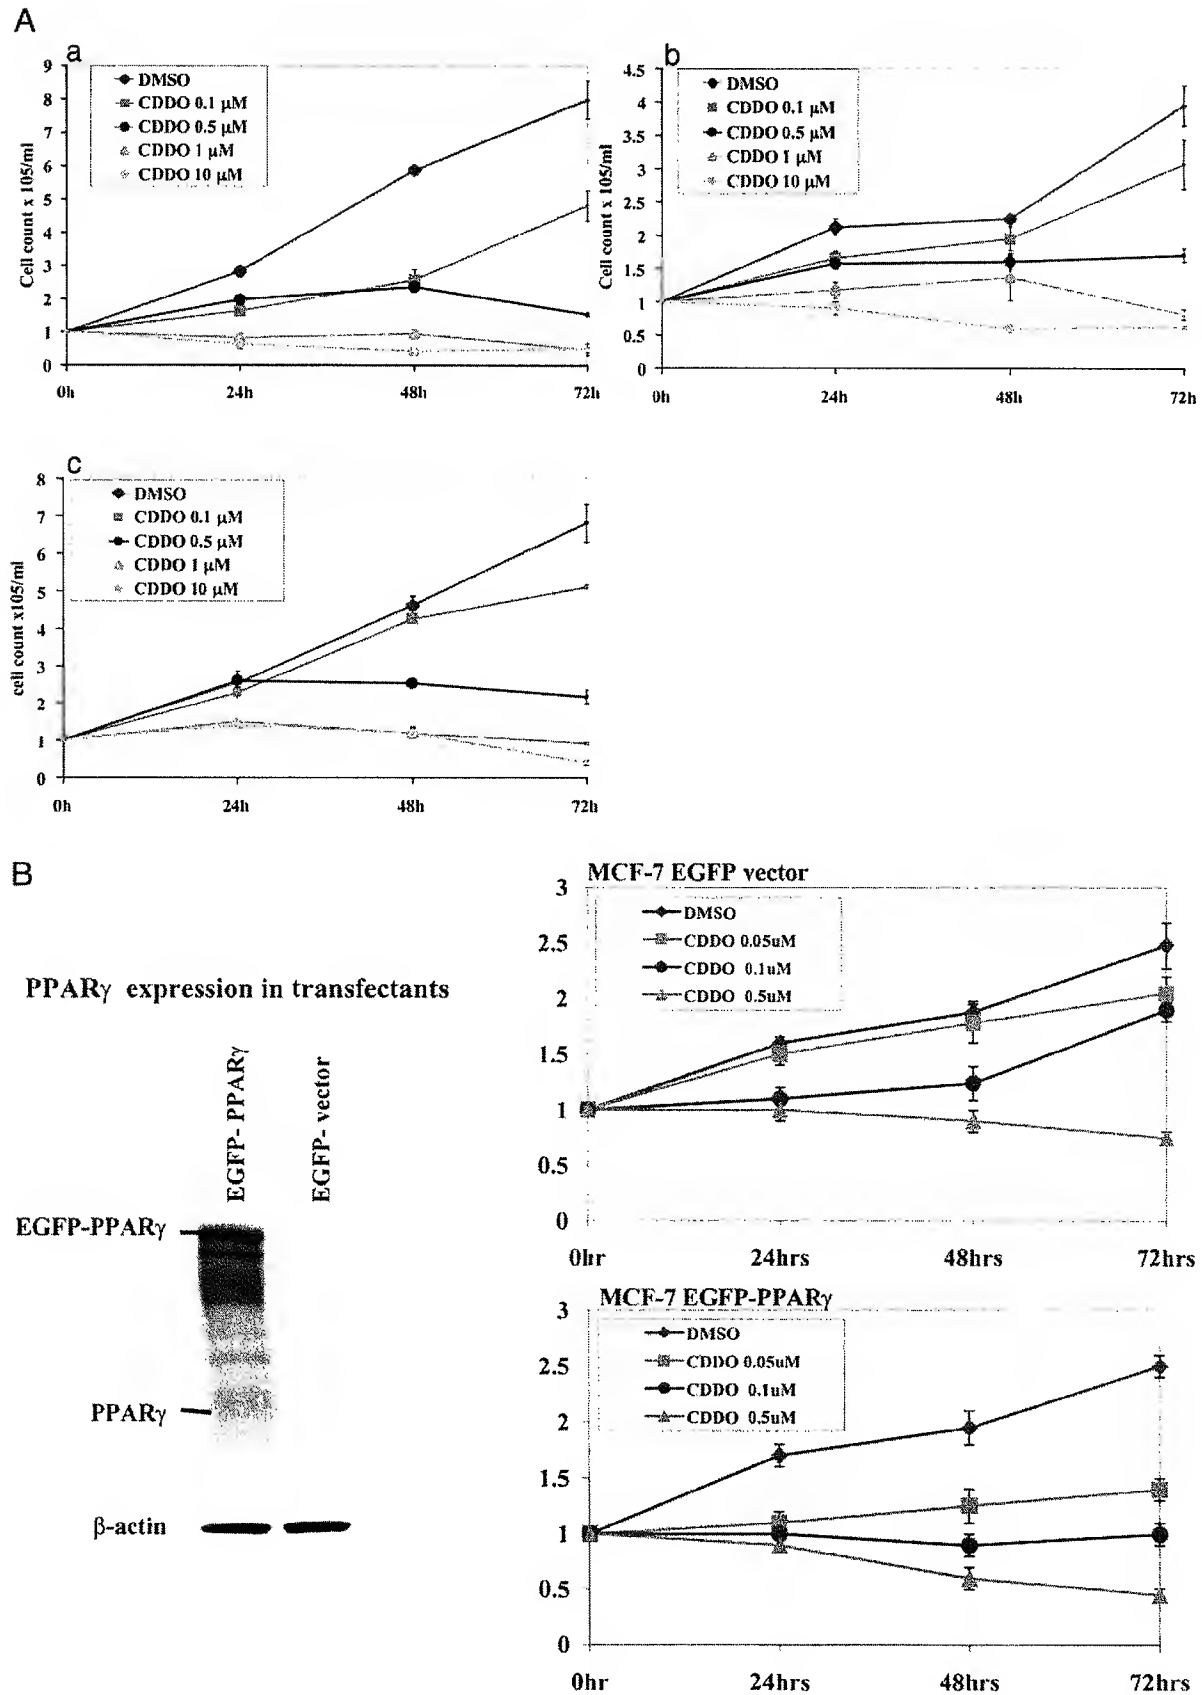 A
a
9
8
7
6
5
4
3
2
1
0
Cell count x 105/ml
DMSO
CDDO 0.1 µM
CDDO 0.5 µM
CDDO 1 µM
CDDO 10 µM
0h 24h 48h 72h
b
4.5
4
3.5
3
2.5
2
1.5
1
0.5
0
Cell count x 105/ml
DMSO
CDDO 0.1 µM
CDDO 0.5 µM
CDDO 1 µM
CDDO 10 µM
0h 24h 48h 72h
c
8
7
6
5
4
3
2
1
0
cell count x105/ml
DMSO
CDDO 0.1 µM
CDDO 0.5 µM
CDDO 1 µM
CDDO 10 µM
0h 24h 48h 72h
B
PPARγ expression in transfectants
EGFP- PPARγ
EGFP- vector
EGFP-PPARγ
PPARγ
β-actin
MCF-7 EGFP vector
3
2.5
2
1.5
1
0.5
0
DMSO
CDDO 0.05uM
CDDO 0.1uM
CDDO 0.5uM
0hr 24hrs 48hrs 72hrs
MCF-7 EGFP-PPARγ
3
2.5
2
1.5
1
0.5
0
DMSO
CDDO 0.05uM
CDDO 0.1uM
CDDO 0.5uM
0hr 24hrs 48hrs 72hrs